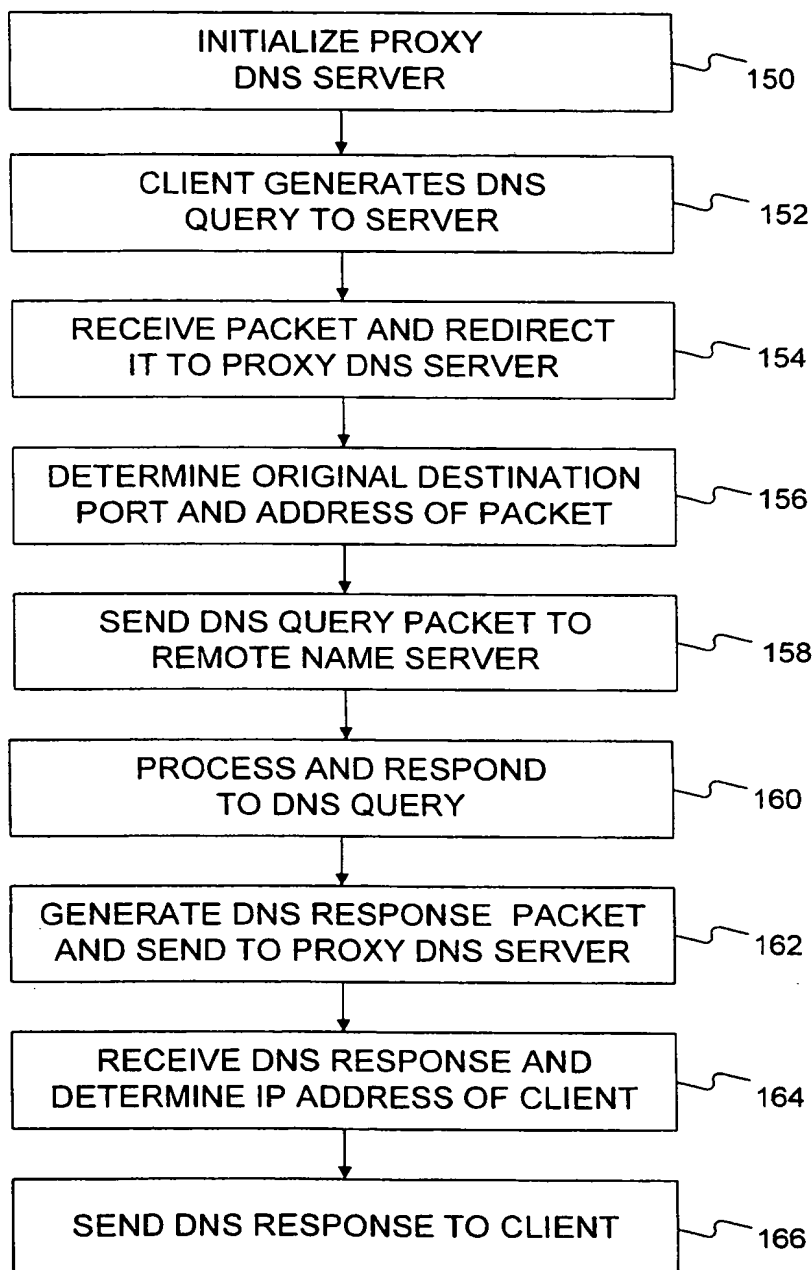 INITIALIZE PROXY
DNS SERVER
150
CLIENT GENERATES DNS
QUERY TO SERVER
152
RECEIVE PACKET AND REDIRECT
IT TO PROXY DNS SERVER
154
DETERMINE ORIGINAL DESTINATION
PORT AND ADDRESS OF PACKET
156
SEND DNS QUERY PACKET TO
REMOTE NAME SERVER
158
PROCESS AND RESPOND
TO DNS QUERY
160
GENERATE DNS RESPONSE PACKET
AND SEND TO PROXY DNS SERVER
162
RECEIVE DNS RESPONSE AND
DETERMINE IP ADDRESS OF CLIENT
164
SEND DNS RESPONSE TO CLIENT
166